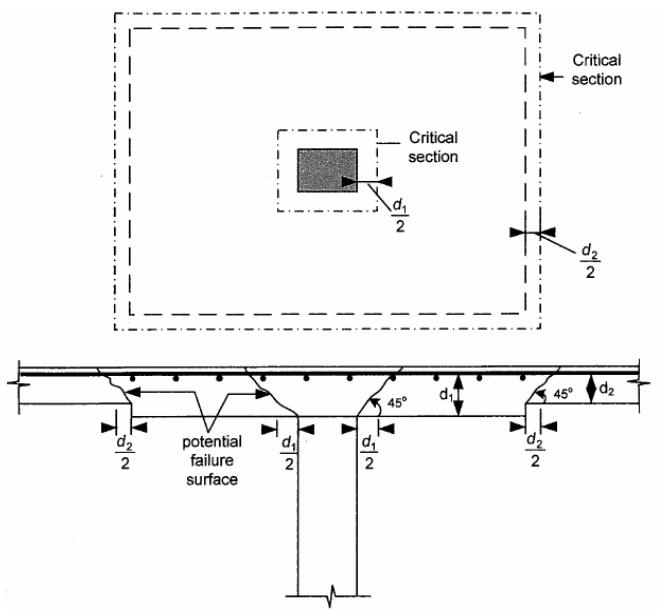 Critical
section
Critical
section
d₁
2
d₂
2
45°
d₁
45°
d₂
d₂
2
potential
failure
surface
d₁
2
d₁
2
d₂
2